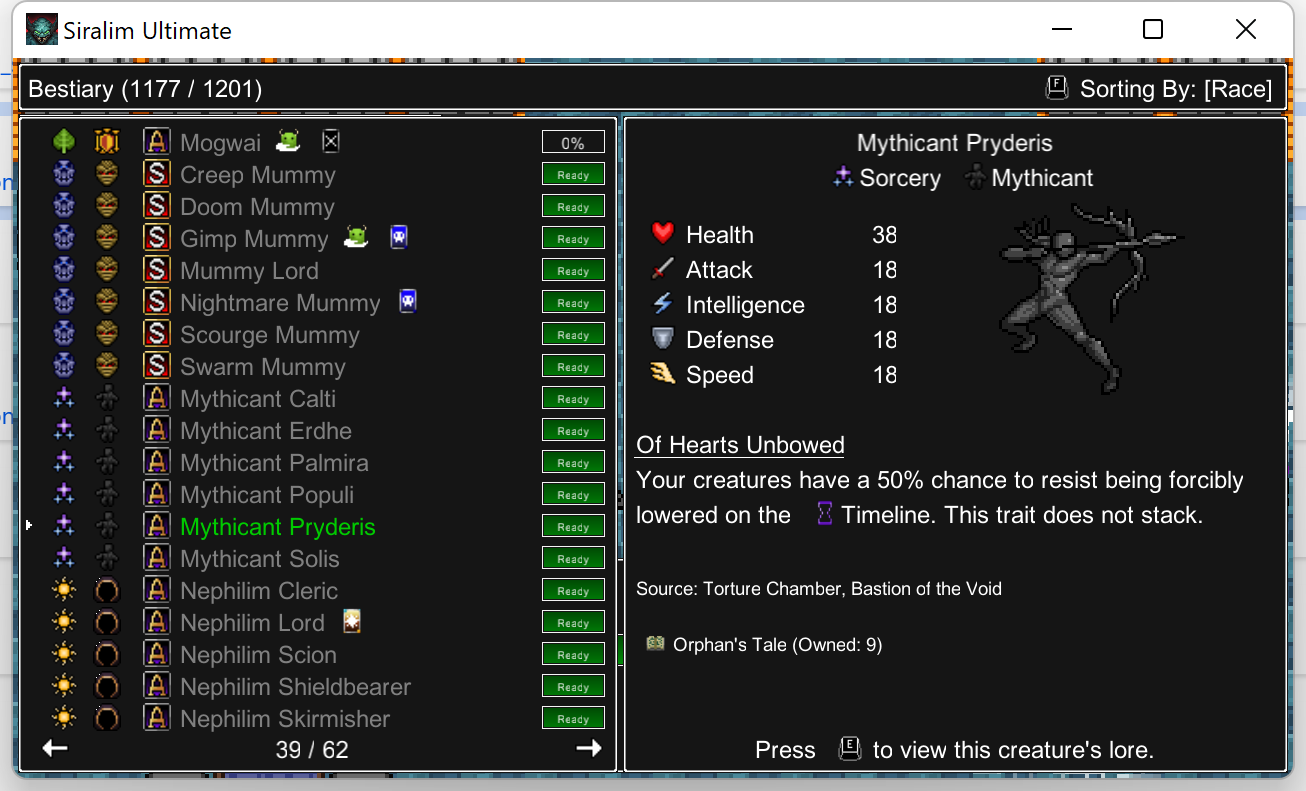 Siralim Ultimate
Bestiary (1177 / 1201)
F Sorting By: [Race]
A Mogwai 0%
S Creep Mummy Ready
S Doom Mummy Ready
S Gimp Mummy Ready
S Mummy Lord Ready
S Nightmare Mummy Ready
S Scourge Mummy Ready
S Swarm Mummy Ready
A Mythicant Calti Ready
A Mythicant Erdhe Ready
A Mythicant Palmira Ready
A Mythicant Populi Ready
A Mythicant Pryderis Ready
A Mythicant Solis Ready
A Nephilim Cleric Ready
A Nephilim Lord Ready
A Nephilim Scion Ready
A Nephilim Shieldbearer Ready
A Nephilim Skirmisher Ready
39 / 62
Mythicant Pryderis
Sorcery Mythicant
Health 38
Attack 18
Intelligence 18
Defense 18
Speed 18
Of Hearts Unbowed
Your creatures have a 50% chance to resist being forcibly
lowered on the Timeline. This trait does not stack.
Source: Torture Chamber, Bastion of the Void
Orphan's Tale (Owned: 9)
Press E to view this creature's lore.